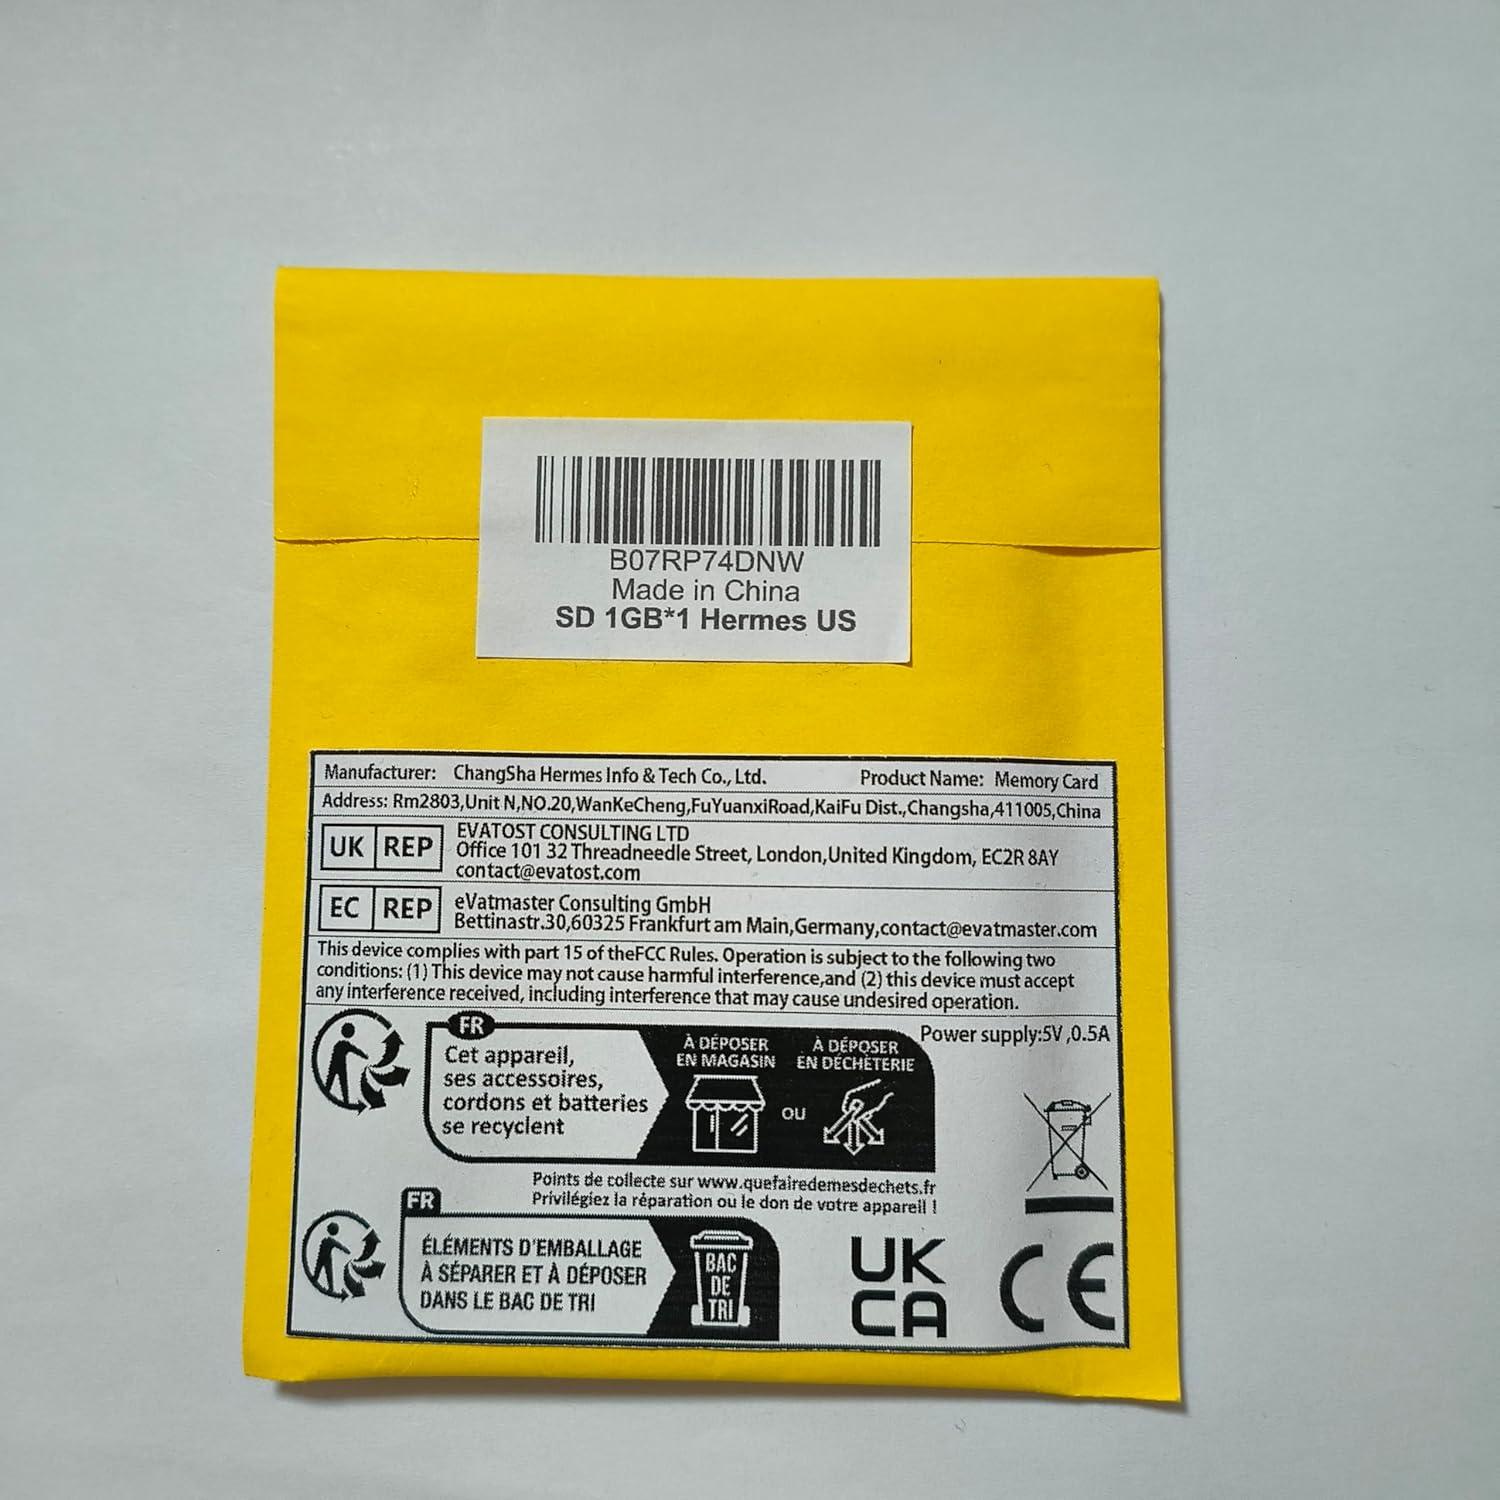 B07RP74DNW
Made in China
SD 1GB*1 Hermes US
Manufacturer: ChangSha Hermes Info & Tech Co., Ltd. Product Name: Memory Card
Address: Rm2803,Unit N,NO.20,WanKeCheng,FuYuanxiRoad,KaiFu Dist.,Changsha,411005,China
UK REP
EVATOST CONSULTING LTD
Office 101 32 Threadneedle Street, London,United Kingdom, EC2R 8AY
contact@evatost.com
EC REP
eVatmaster Consulting GmbH
Bettinastr.30,60325 Frankfurt am Main,Germany,contact@evatmaster.com
This device complies with part 15 of theFCC Rules. Operation is subject to the following two
conditions: (1) This device may not cause harmful interference,and (2) this device must accept
any interference received, including interference that may cause undesired operation.
Power supply:5V ,0.5A
FR
Cet appareil,
ses accessoires,
cordons et batteries
se recyclent
À DÉPOSER
EN MAGASIN
OU
À DÉPOSER
EN DÉCHÈTERIE
Points de collecte sur www.quefairedemesdechets.fr
Privilégiez la réparation ou le don de votre appareil !
FR
ÉLÉMENTS D'EMBALLAGE
À SÉPARER ET À DÉPOSER
DANS LE BAC DE TRI
BAC
DE
TRI
UK
CA
CE